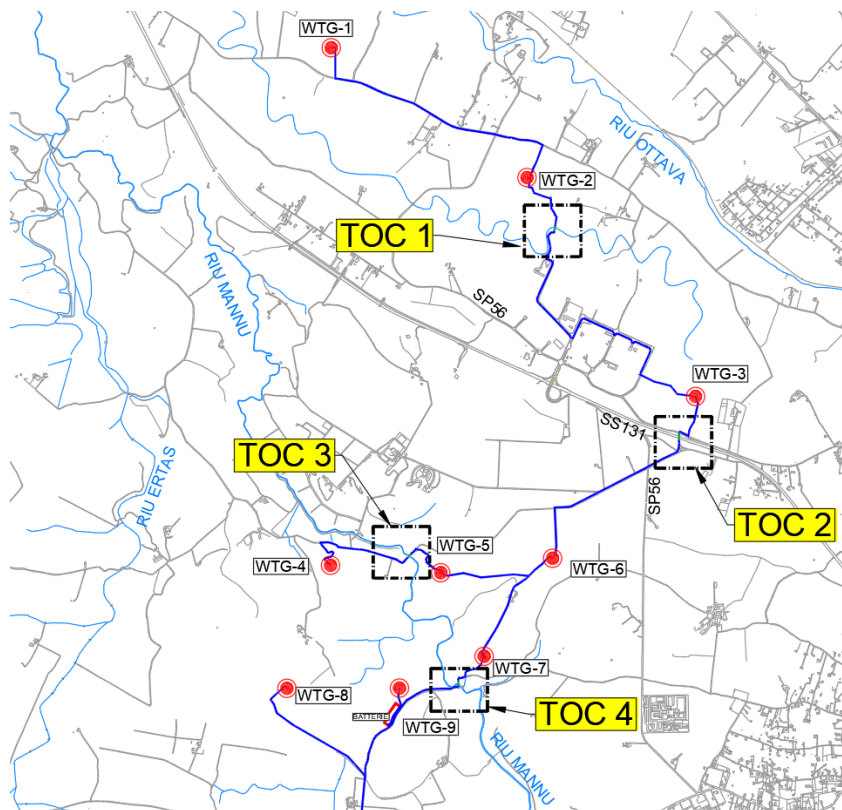 WTG-1
RIU OTTAVA
WTG-2
TOC 1
RIU MANNU
SP56
WTG-3
SS131
TOC 3
RIU ERTAS
SP56
TOC 2
WTG-5
WTG-4
WTG-6
WTG-7
WTG-8
BATTERIE
WTG-9
TOC 4
RIU MANNU